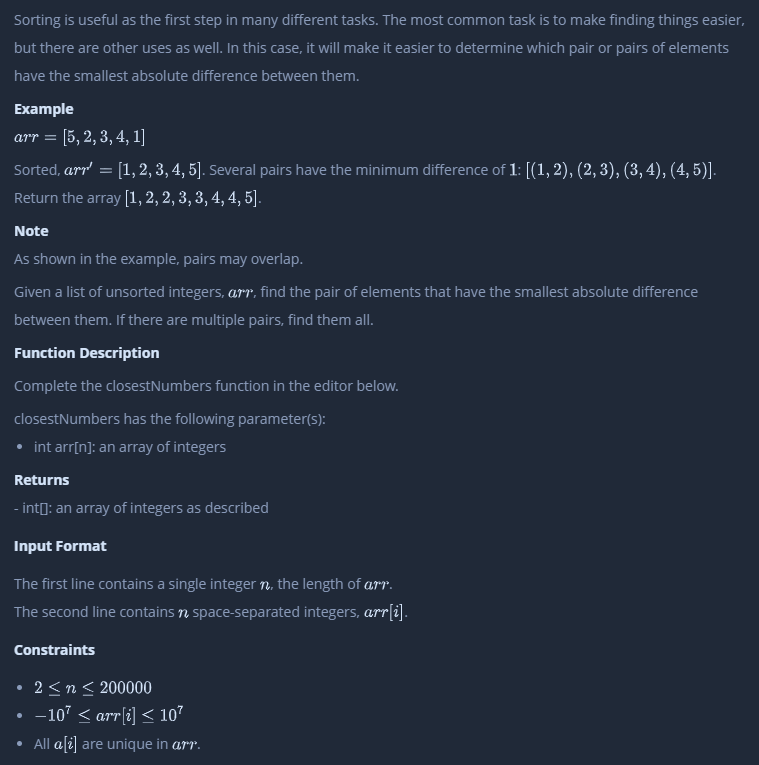 Sorting is useful as the first step in many different tasks. The most common task is to make finding things easier,
but there are other uses as well. In this case, it will make it easier to determine which pair or pairs of elements
have the smallest absolute difference between them.
Example
arr = [5, 2, 3, 4, 1]
Sorted, arr′ = [1, 2, 3, 4, 5]. Several pairs have the minimum difference of 1: [(1, 2), (2, 3), (3, 4), (4, 5)].
Return the array [1, 2, 2, 3, 3, 4, 4, 5].
Note
As shown in the example, pairs may overlap.
Given a list of unsorted integers, arr, find the pair of elements that have the smallest absolute difference
between them. If there are multiple pairs, find them all.
Function Description
Complete the closestNumbers function in the editor below.
closestNumbers has the following parameter(s):
• int arr[n]: an array of integers
Returns
- int[]: an array of integers as described
Input Format
The first line contains a single integer n, the length of arr.
The second line contains n space-separated integers, arr[i].
Constraints
• 2 ≤ n ≤ 200000
• −10⁷ ≤ arr[i] ≤ 10⁷
• All a[i] are unique in arr.